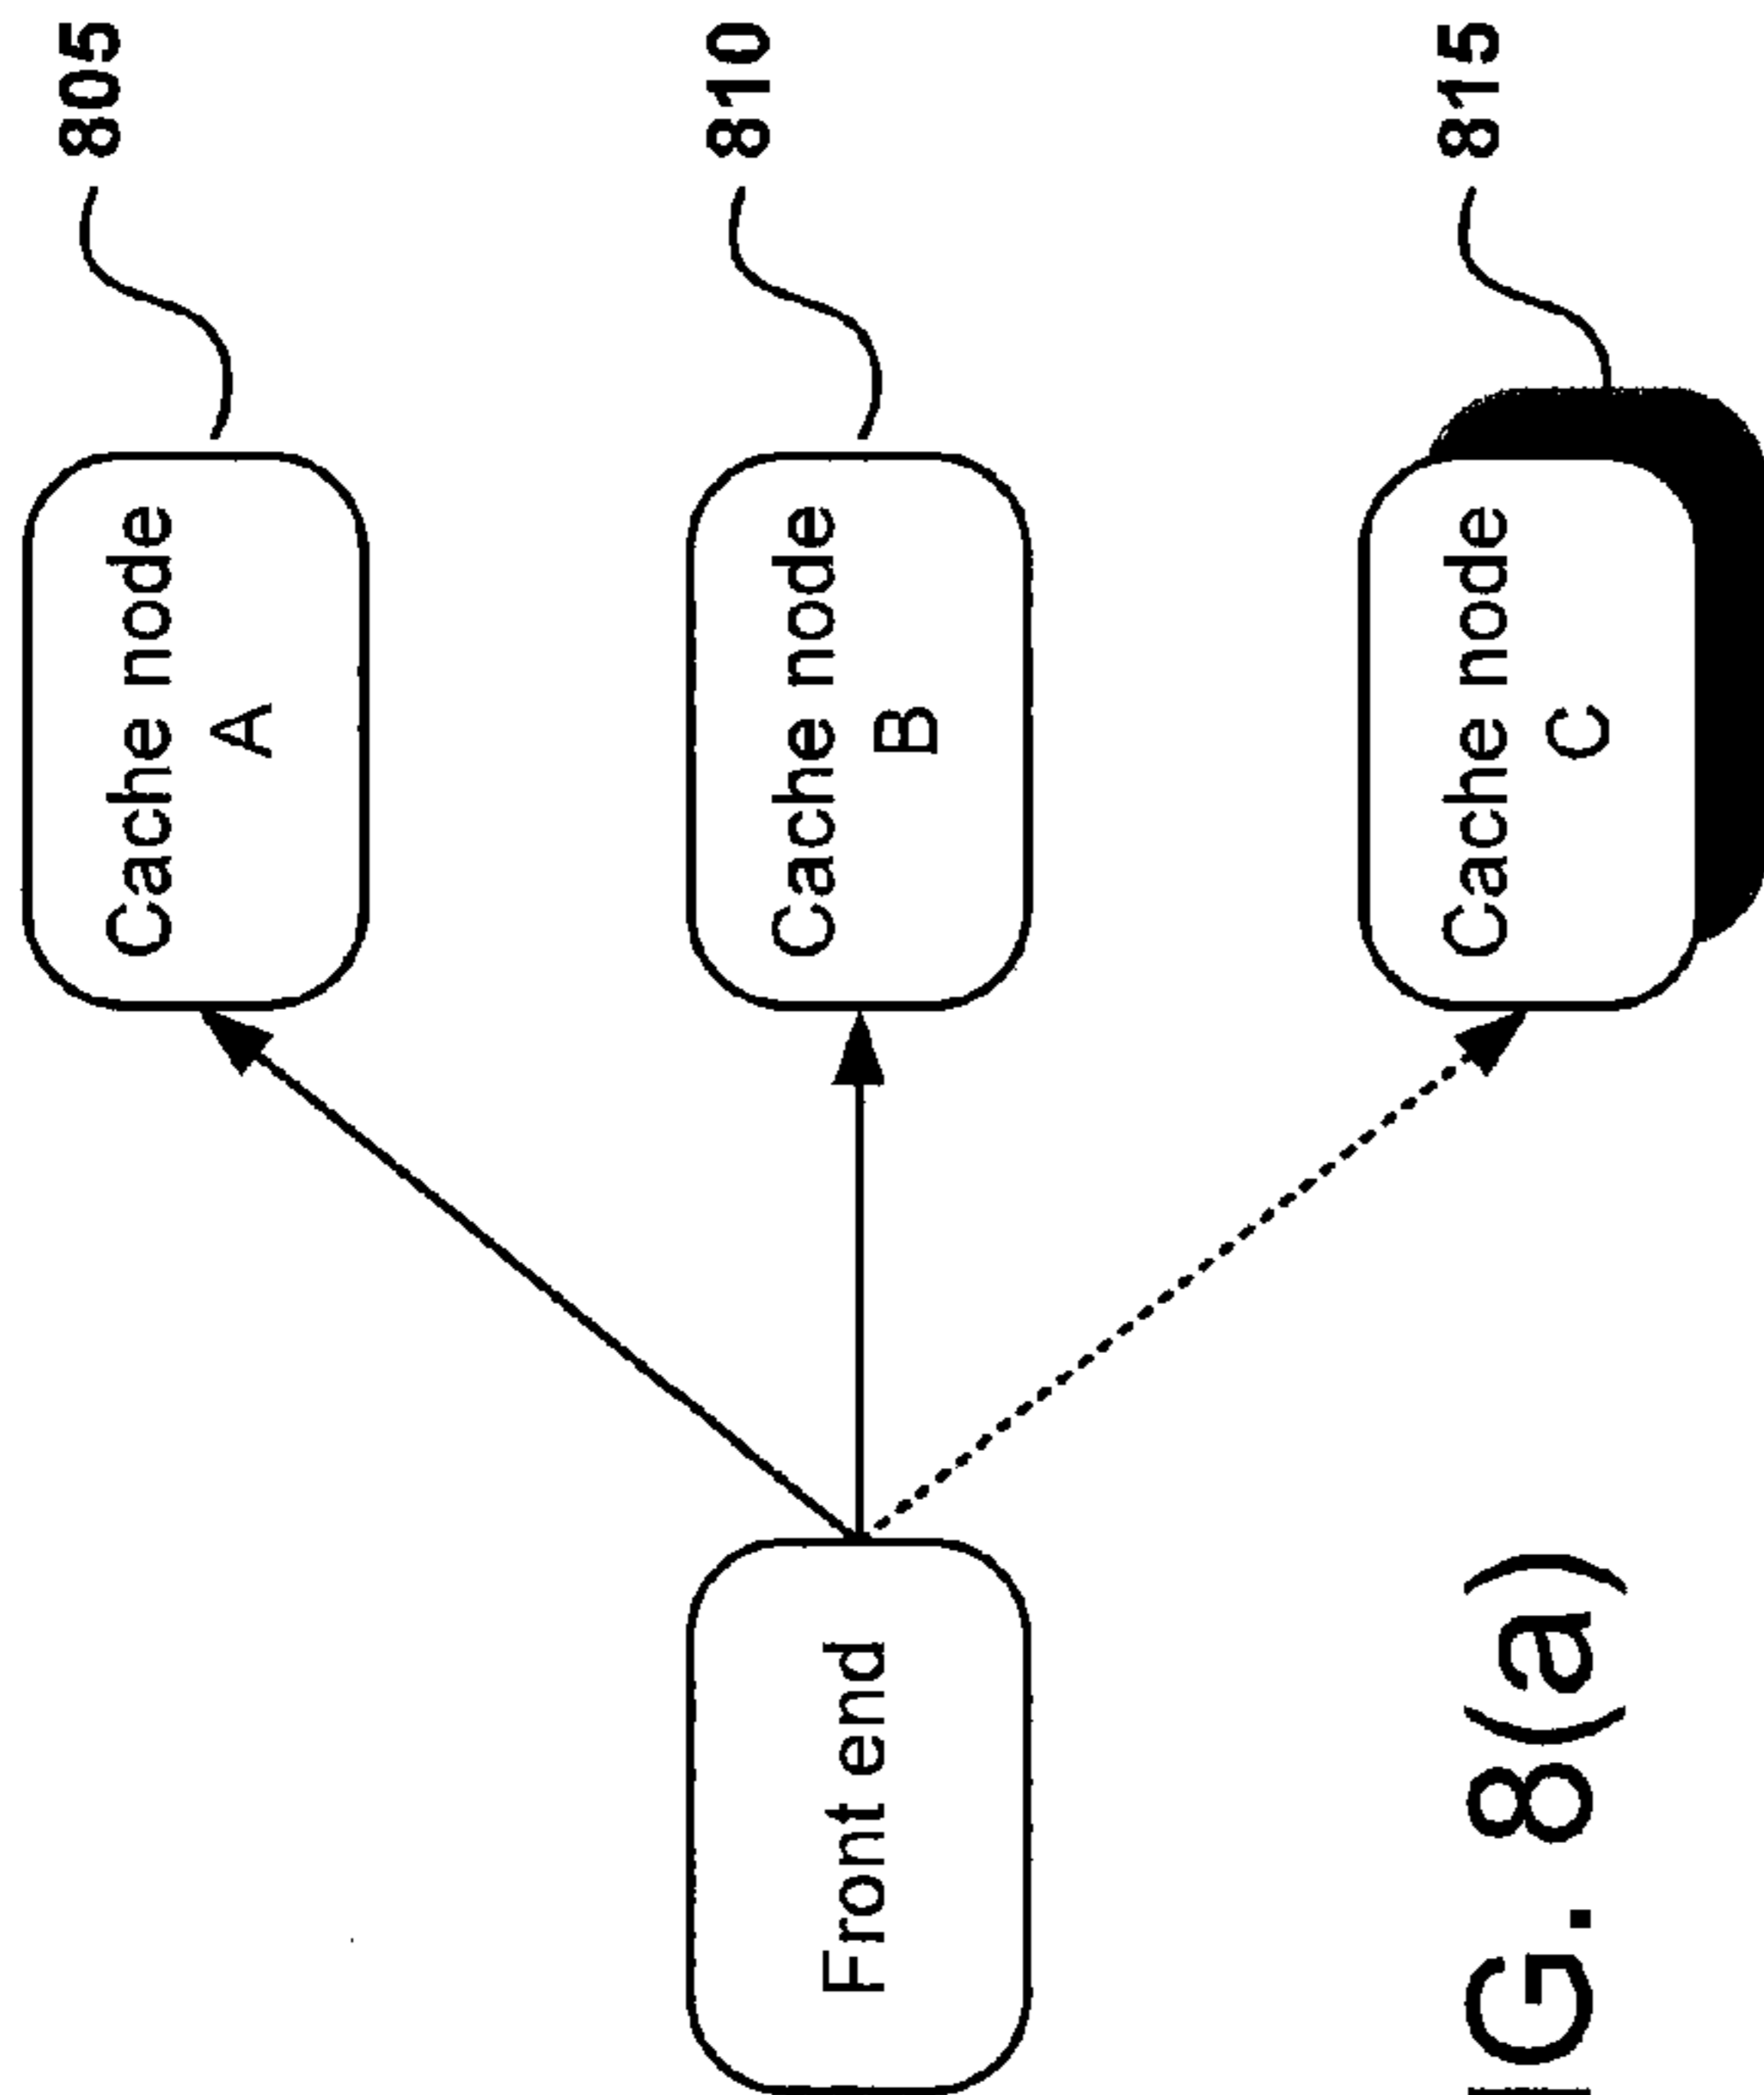 805
Cache node
A
810
Cache node
B
815
Cache node
C
Front end
IG. 8(a)